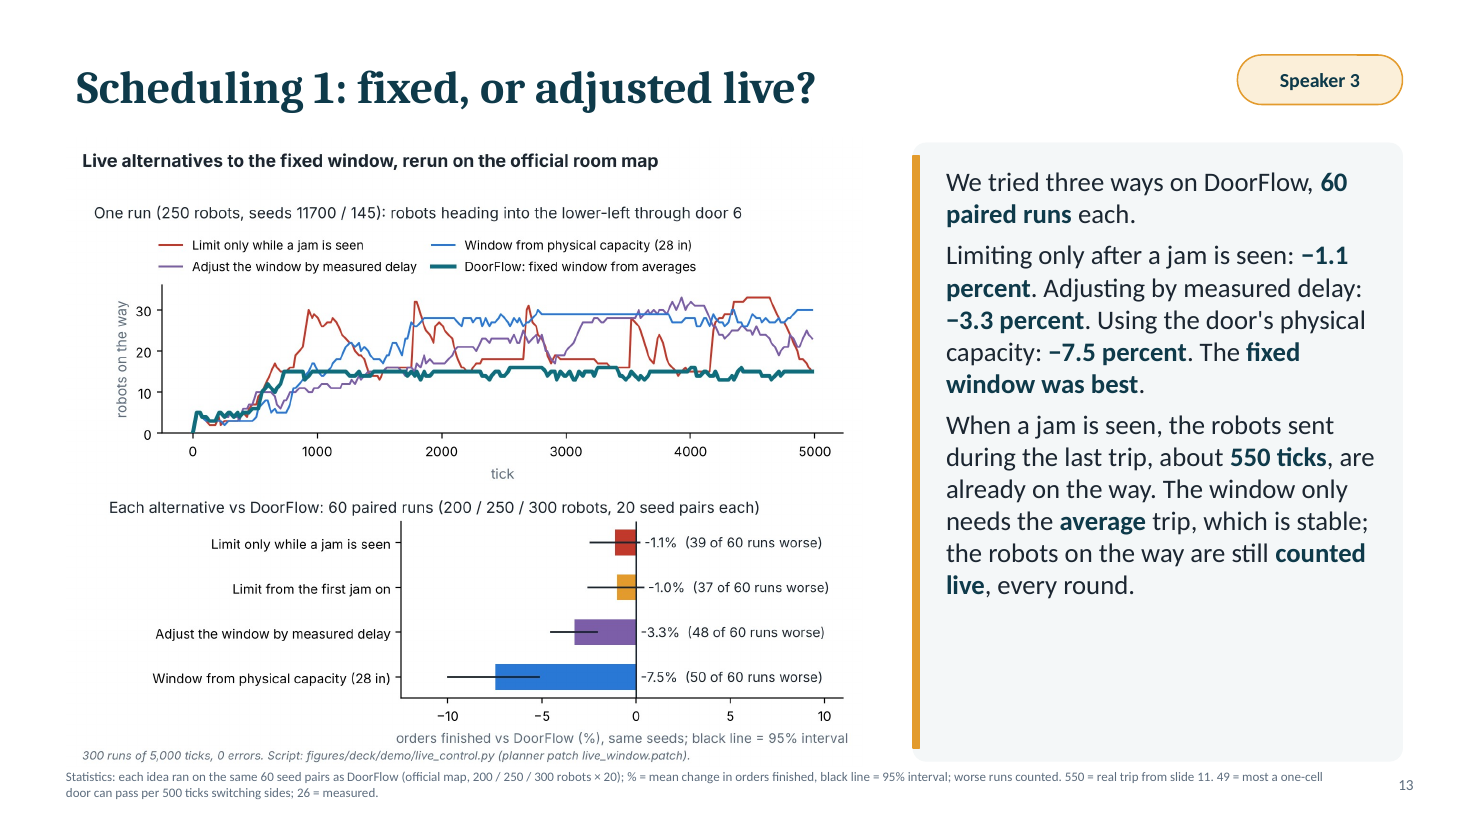 Scheduling 1: fixed, or adjusted live?
Speaker 3
Live alternatives to the fixed window, rerun on the official room map
One run (250 robots, seeds 11700 / 145): robots heading into the lower-left through door 6
Limit only while a jam is seen
Window from physical capacity (28 in)
Adjust the window by measured delay
DoorFlow: fixed window from averages
robots on the way
30
20
10
0
0 1000 2000 3000 4000 5000
tick
Each alternative vs DoorFlow: 60 paired runs (200 / 250 / 300 robots, 20 seed pairs each)
Limit only while a jam is seen
-1.1% (39 of 60 runs worse)
Limit from the first jam on
-1.0% (37 of 60 runs worse)
Adjust the window by measured delay
-3.3% (48 of 60 runs worse)
Window from physical capacity (28 in)
-7.5% (50 of 60 runs worse)
−10 −5 0 5 10
orders finished vs DoorFlow (%), same seeds; black line = 95% interval
300 runs of 5,000 ticks, 0 errors. Script: figures/deck/demo/live_control.py (planner patch live_window.patch).
We tried three ways on DoorFlow, 60
paired runs each.
Limiting only after a jam is seen: −1.1
percent. Adjusting by measured delay:
−3.3 percent. Using the door's physical
capacity: −7.5 percent. The fixed
window was best.
When a jam is seen, the robots sent
during the last trip, about 550 ticks, are
already on the way. The window only
needs the average trip, which is stable;
the robots on the way are still counted
live, every round.
Statistics: each idea ran on the same 60 seed pairs as DoorFlow (official map, 200 / 250 / 300 robots × 20); % = mean change in orders finished, black line = 95% interval; worse runs counted. 550 = real trip from slide 11. 49 = most a one-cell
door can pass per 500 ticks switching sides; 26 = measured.
13